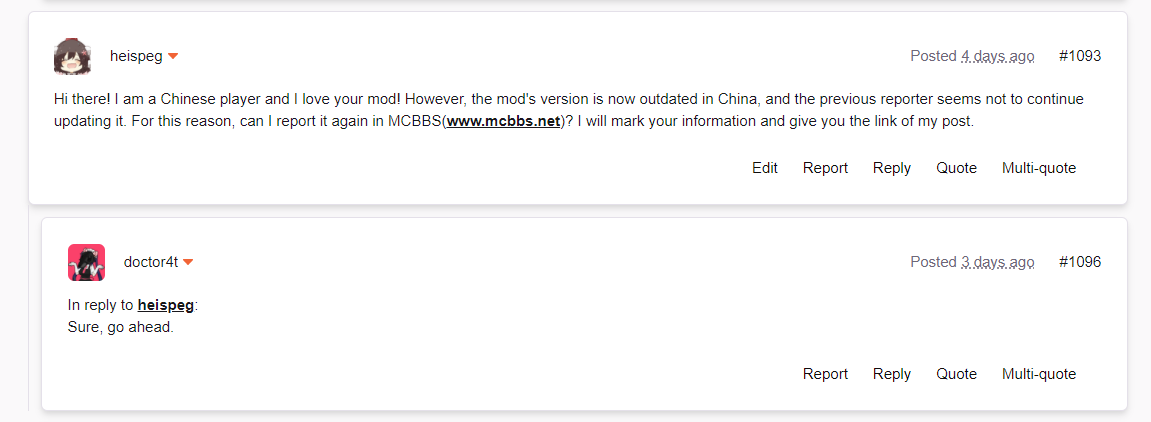 heispeg
Posted 4 days ago #1093
Hi there! I am a Chinese player and I love your mod! However, the mod's version is now outdated in China, and the previous reporter seems not to continue
updating it. For this reason, can I report it again in MCBBS(www.mcbbs.net)? I will mark your information and give you the link of my post.
Edit Report Reply Quote Multi-quote
doctor4t
Posted 3 days ago #1096
In reply to heispeg:
Sure, go ahead.
Report Reply Quote Multi-quote